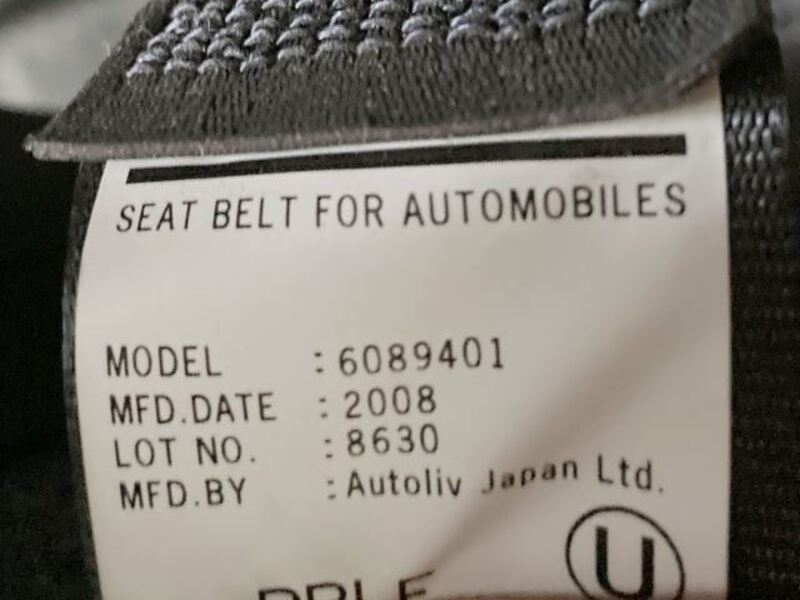 SEAT BELT FOR AUTOMOBILES
MODEL : 6089401
MFD.DATE : 2008
LOT NO. : 8630
MFD.BY : Autoliv Japan Ltd.
U